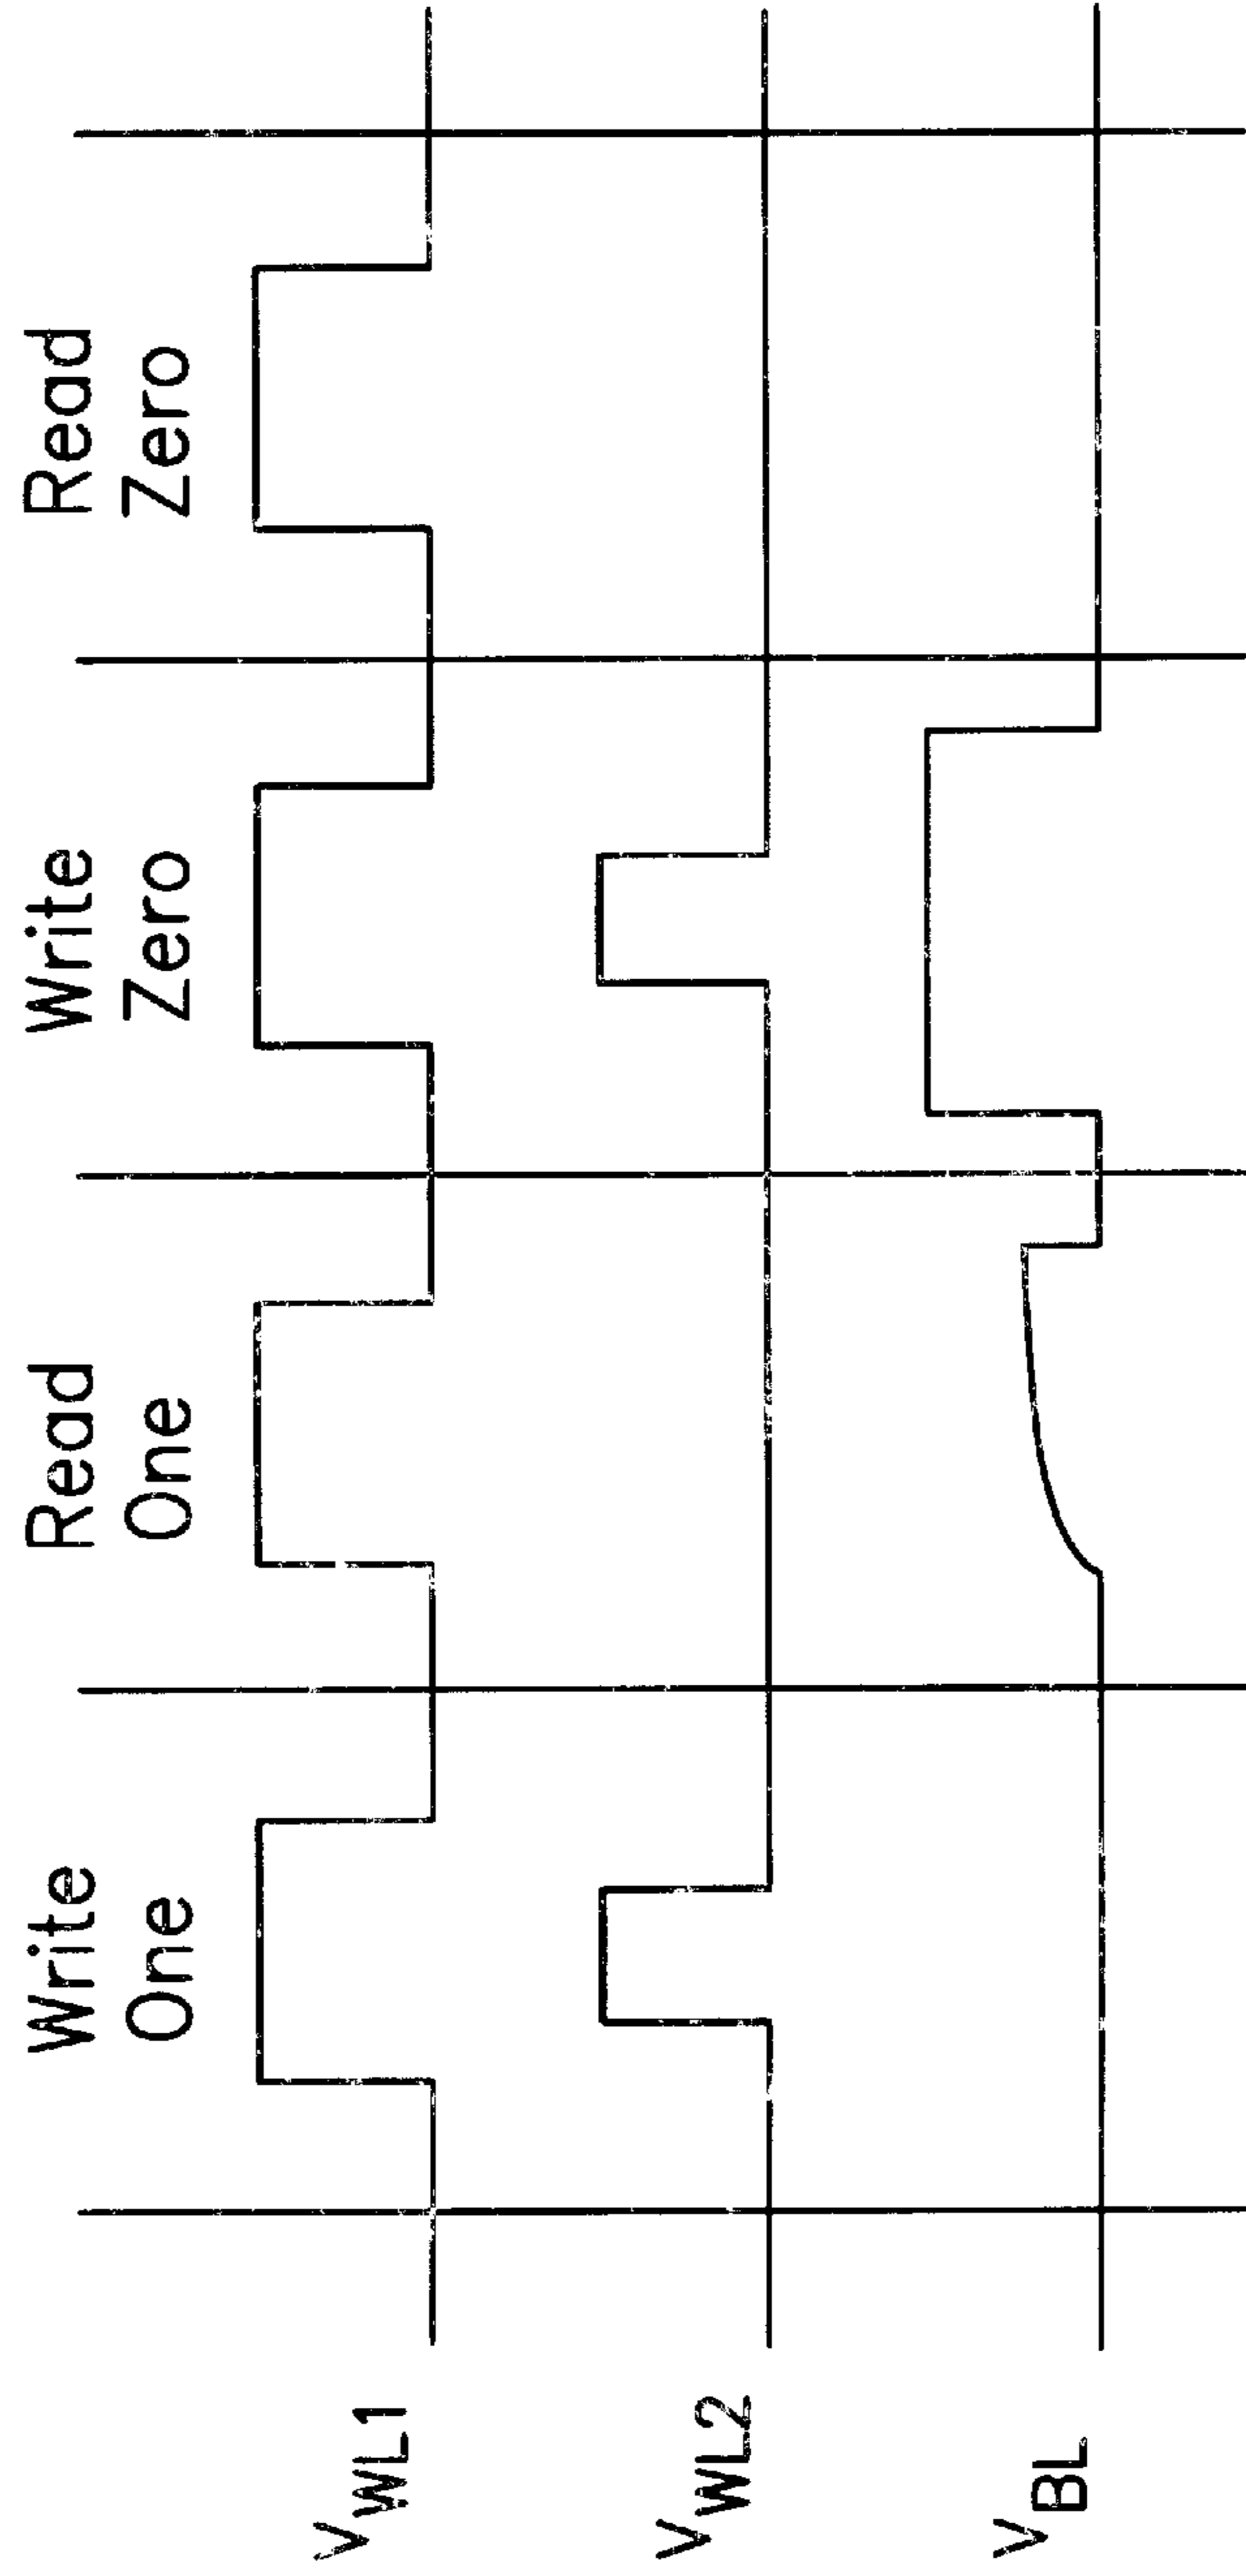 Write
One
Read
One
Write
Zero
Read
Zero
VWL1
VWL2
VBL